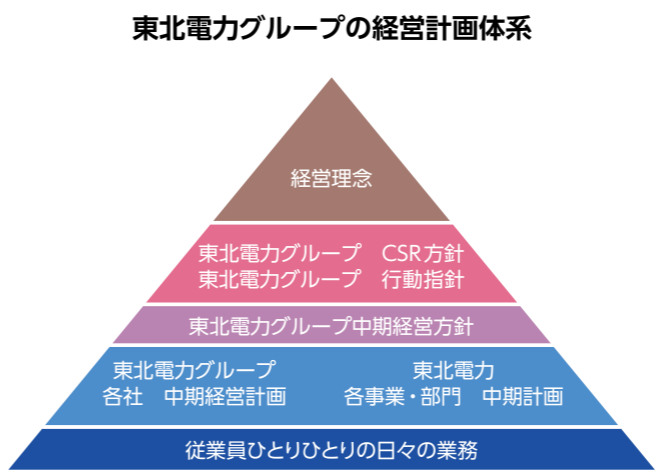 東北電力グループの経営計画体系
経営理念
東北電力グループ　CSR方針
東北電力グループ　行動指針
東北電力グループ中期経営方針
東北電力グループ
各社　中期経営計画
東北電力
各事業・部門　中期計画
従業員ひとりひとりの日々の業務